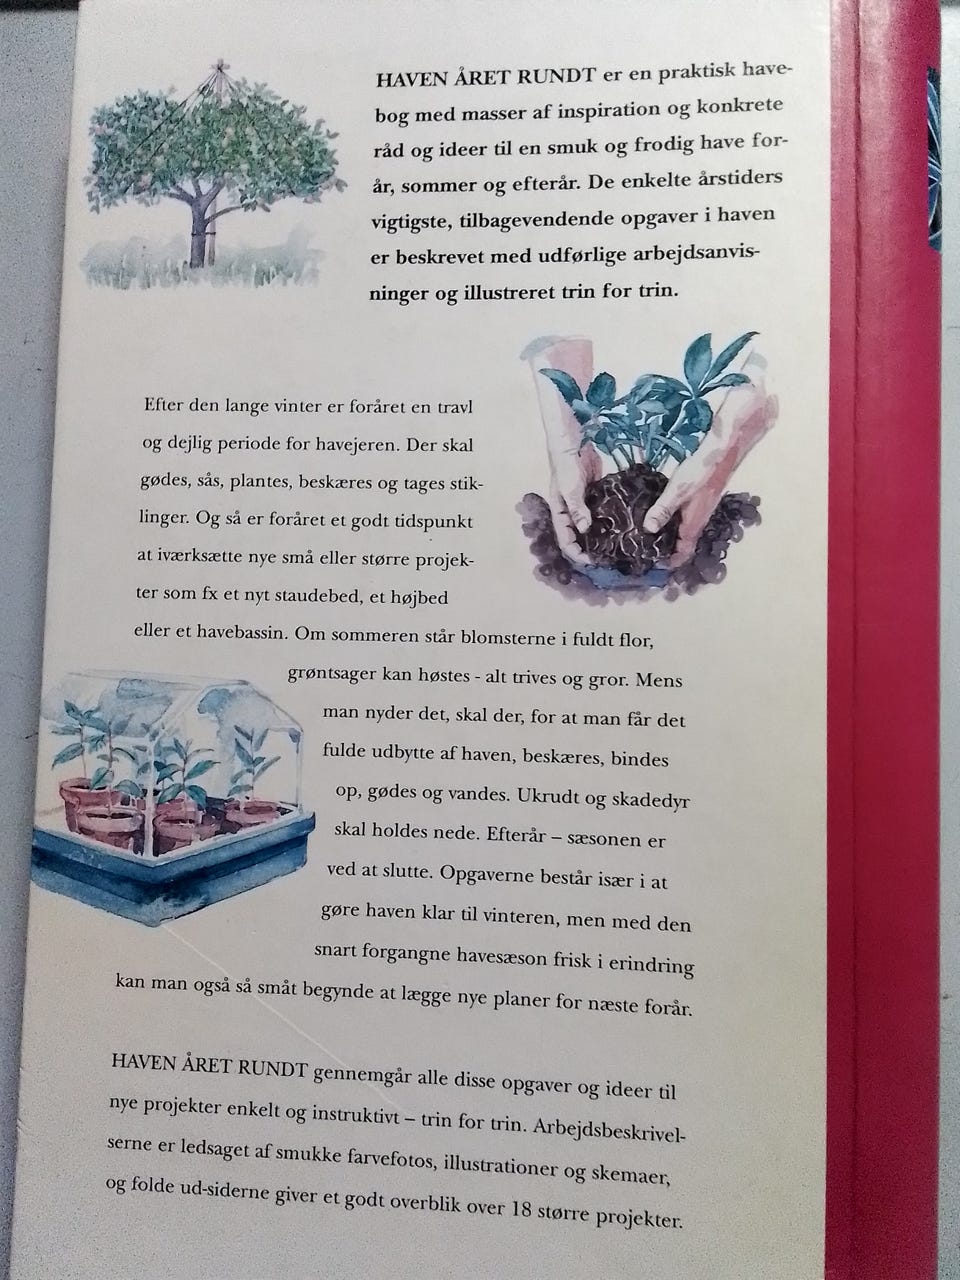 HAVEN ÅRET RUNDT er en praktisk have-
bog med masser af inspiration og konkrete
råd og ideer til en smuk og frodig have for-
år, sommer og efterår. De enkelte årstiders
vigtigste, tilbagevendende opgaver i haven
er beskrevet med udførlige arbejdsanvis-
ninger og illustreret trin for trin.
Efter den lange vinter er foråret en travl
og dejlig periode for havejeren. Der skal
gødes, sås, plantes, beskæres og tages stik-
linger. Og så er foråret et godt tidspunkt
at iværksætte nye små eller større projek-
ter som fx et nyt staudebed, et højbed
eller et havebassin. Om sommeren står blomsterne i fuldt flor,
grøntsager kan høstes - alt trives og gror. Mens
man nyder det, skal der, for at man får det
fulde udbytte af haven, beskæres, bindes
op, gødes og vandes. Ukrudt og skadedyr
skal holdes nede. Efterår – sæsonen er
ved at slutte. Opgaverne består især i at
gøre haven klar til vinteren, men med den
snart forgangne havesæson frisk i erindring
kan man også så småt begynde at lægge nye planer for næste forår.
HAVEN ÅRET RUNDT gennemgår alle disse opgaver og ideer til
nye projekter enkelt og instruktivt – trin for trin. Arbejdsbeskrivel-
serne er ledsaget af smukke farvefotos, illustrationer og skemaer,
og folde ud-siderne giver et godt overblik over 18 større projekter.